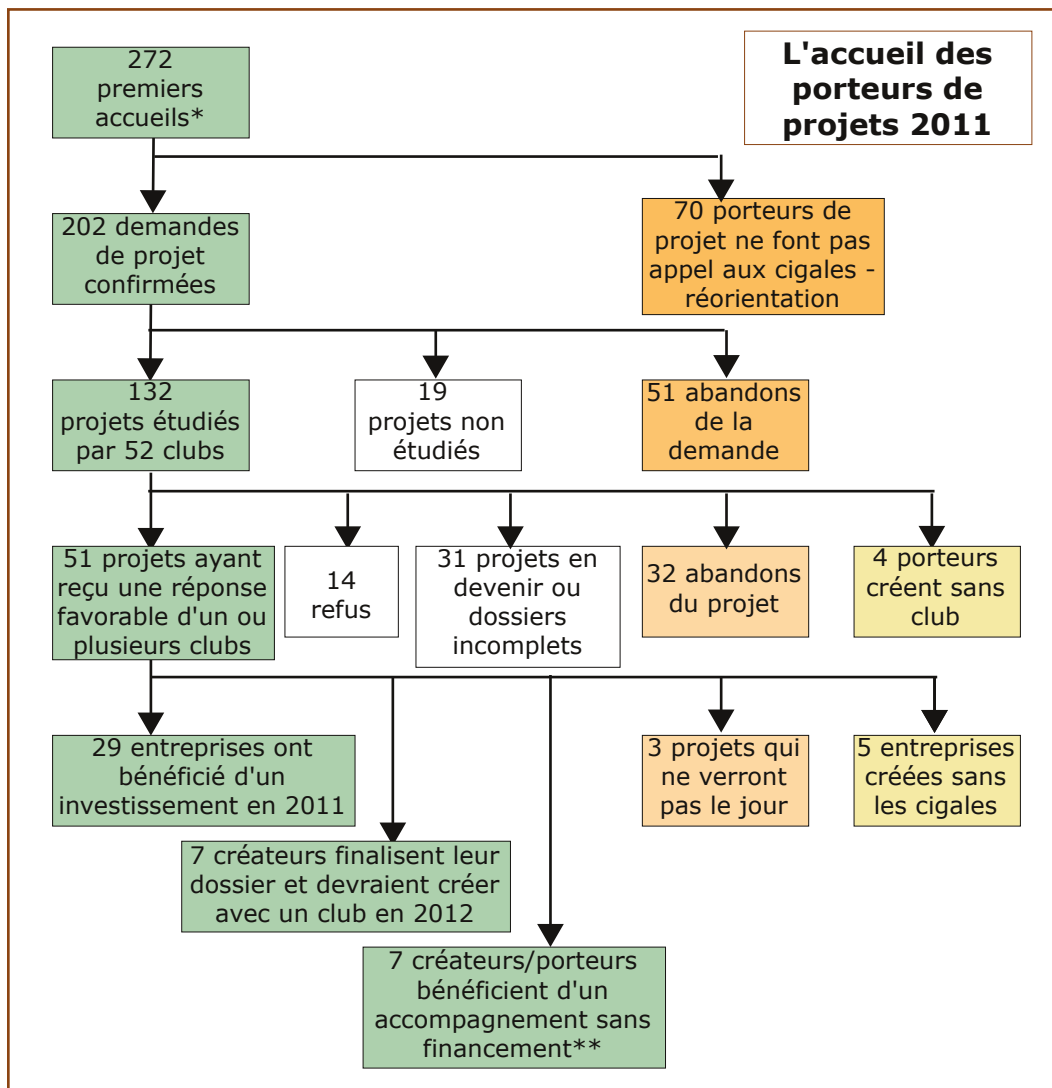 272
premiers
accueils*
L'accueil des
porteurs de
projets 2011
202 demandes
de projet
confirmées
70 porteurs de
projet ne font pas
appel aux cigales -
réorientation
132
projets étudiés
par 52 clubs
19
projets non
étudiés
51 abandons
de la
demande
51 projets ayant
reçu une réponse
favorable d'un ou
plusieurs clubs
14
refus
31 projets en
devenir ou
dossiers
incomplets
32 abandons
du projet
4 porteurs
créent sans
club
29 entreprises ont
bénéficié d'un
investissement en 2011
3 projets qui
ne verront
pas le jour
5 entreprises
créées sans
les cigales
7 créateurs finalisent leur
dossier et devraient créer
avec un club en 2012
7 créateurs/porteurs
bénéficient d'un
accompagnement sans
financement**